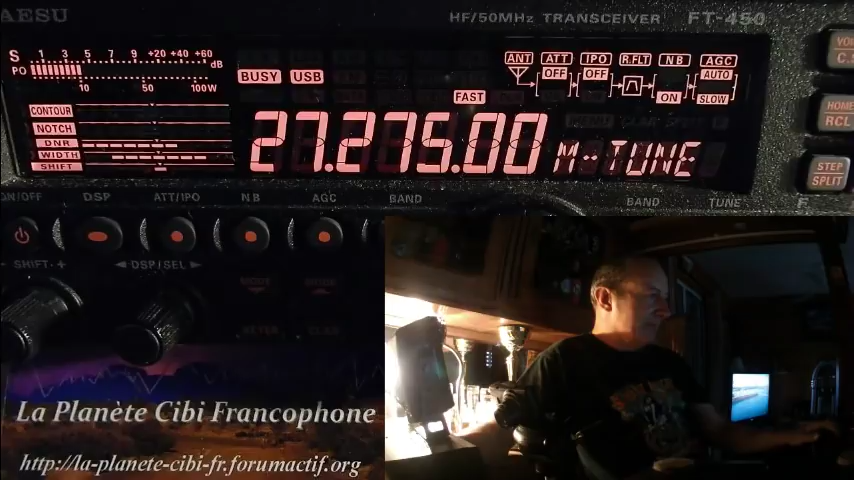 AESU HF/50MHz TRANSCEIVER FT-450
S 1 3 5 7 9 +20 +40 +60 dB
PO 10 50 100W
BUSY USB
FAST
ANT ATT IPO R.FLT NB AGC
OFF OFF AUTO
ON SLOW
CONTOUR
NOTCH
DNR
WIDTH
SHIFT
27.275.00 M-TUNE
HOME
RCL
STEP
SPLIT
ON/OFF DSP ATT/IPO NB AGC BAND BAND TUNE F
- SHIFT + ◀DSP/SEL▶
MODE MODE
La Planète Cibi Francophone
http://la-planete-cibi-fr.forumactif.org